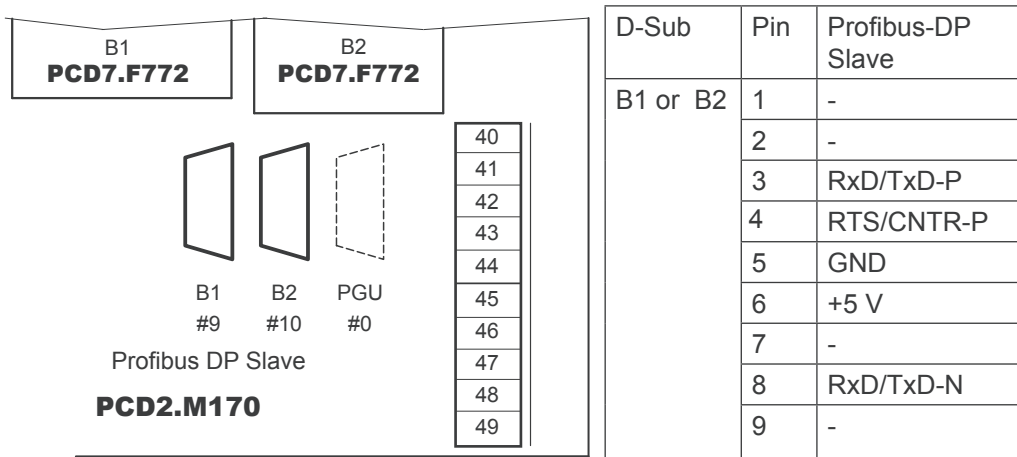 B1
PCD7.F772
B2
PCD7.F772
40
41
42
43
44
45
46
47
48
49
B1 B2 PGU
#9 #10 #0
Profibus DP Slave
PCD2.M170
D-Sub Pin Profibus-DP
Slave
B1 or B2 1 -
2 -
3 RxD/TxD-P
4 RTS/CNTR-P
5 GND
6 +5 V
7 -
8 RxD/TxD-N
9 -